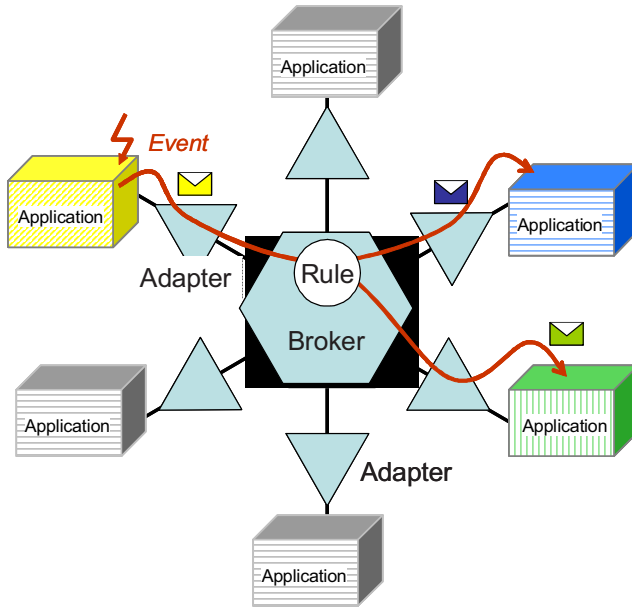 Application
Event
Application
Application
Adapter
Rule
Broker
Application
Application
Adapter
Application